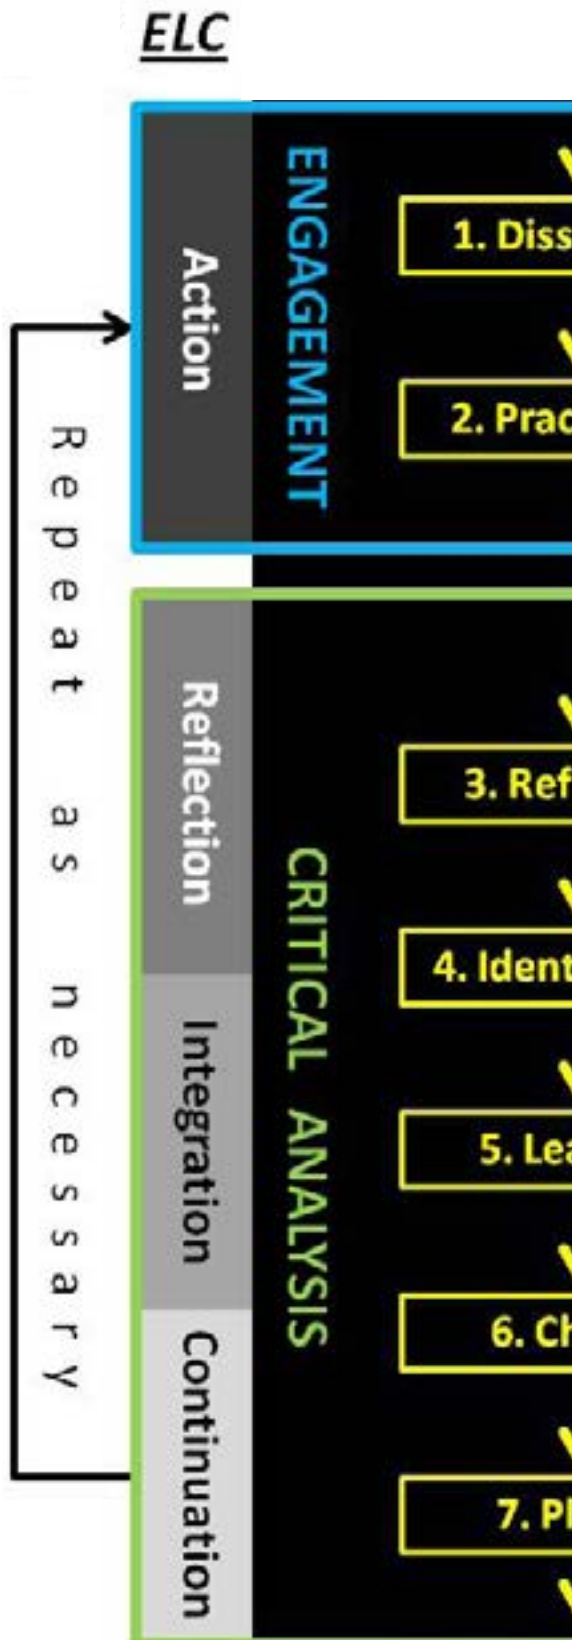 ELC
Repeat as necessary
Action
ENGAGEMENT
1. Diss
2. Prac
Reflection
Integration
Continuation
CRITICAL ANALYSIS
3. Ref
4. Ident
5. Lea
6. Ch
7. Pl